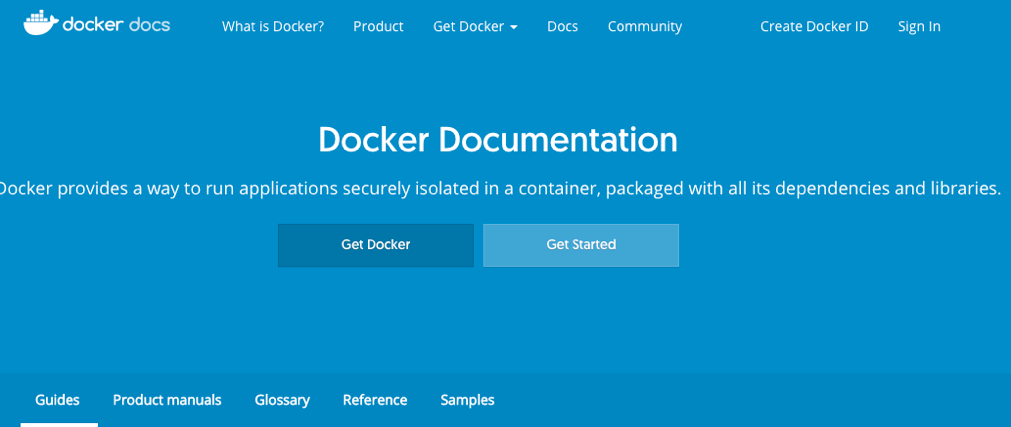 docker docs What is Docker? Product Get Docker Docs Community Create Docker ID Sign In
Docker Documentation
Docker provides a way to run applications securely isolated in a container, packaged with all its dependencies and libraries.
Get Docker Get Started
Guides Product manuals Glossary Reference Samples